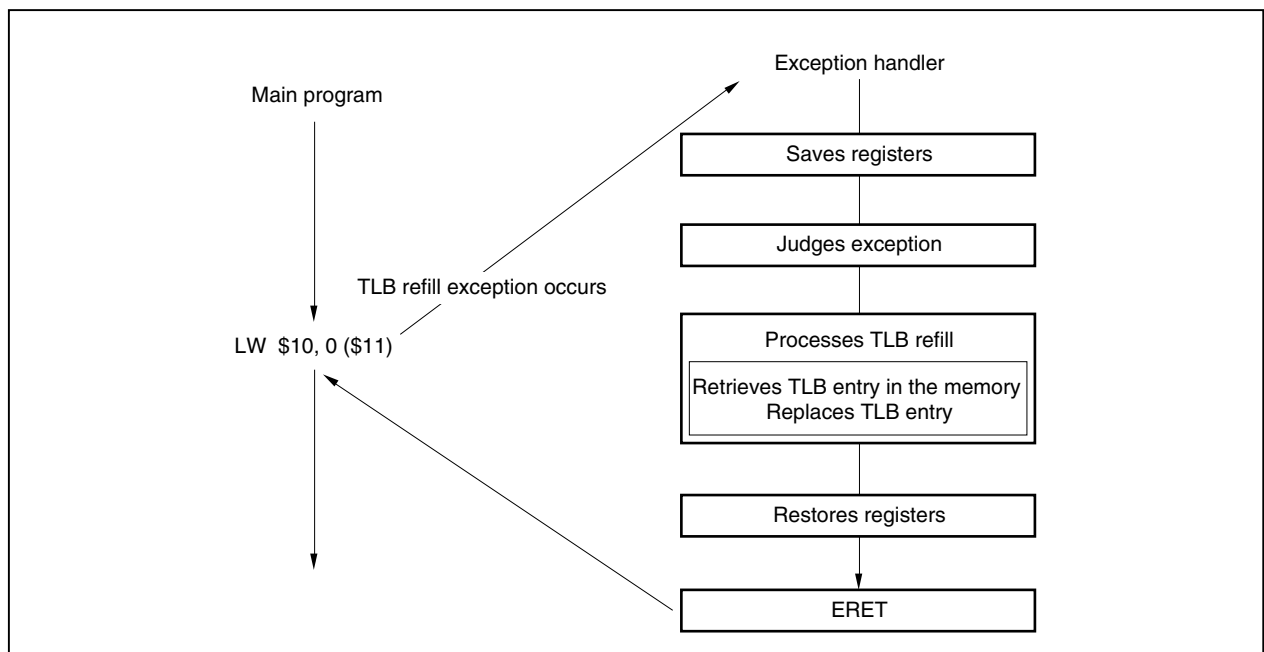 Main program
TLB refill exception occurs
LW $10, 0 ($11)
Exception handler
Saves registers
Judges exception
Processes TLB refill
Retrieves TLB entry in the memory
Replaces TLB entry
Restores registers
ERET